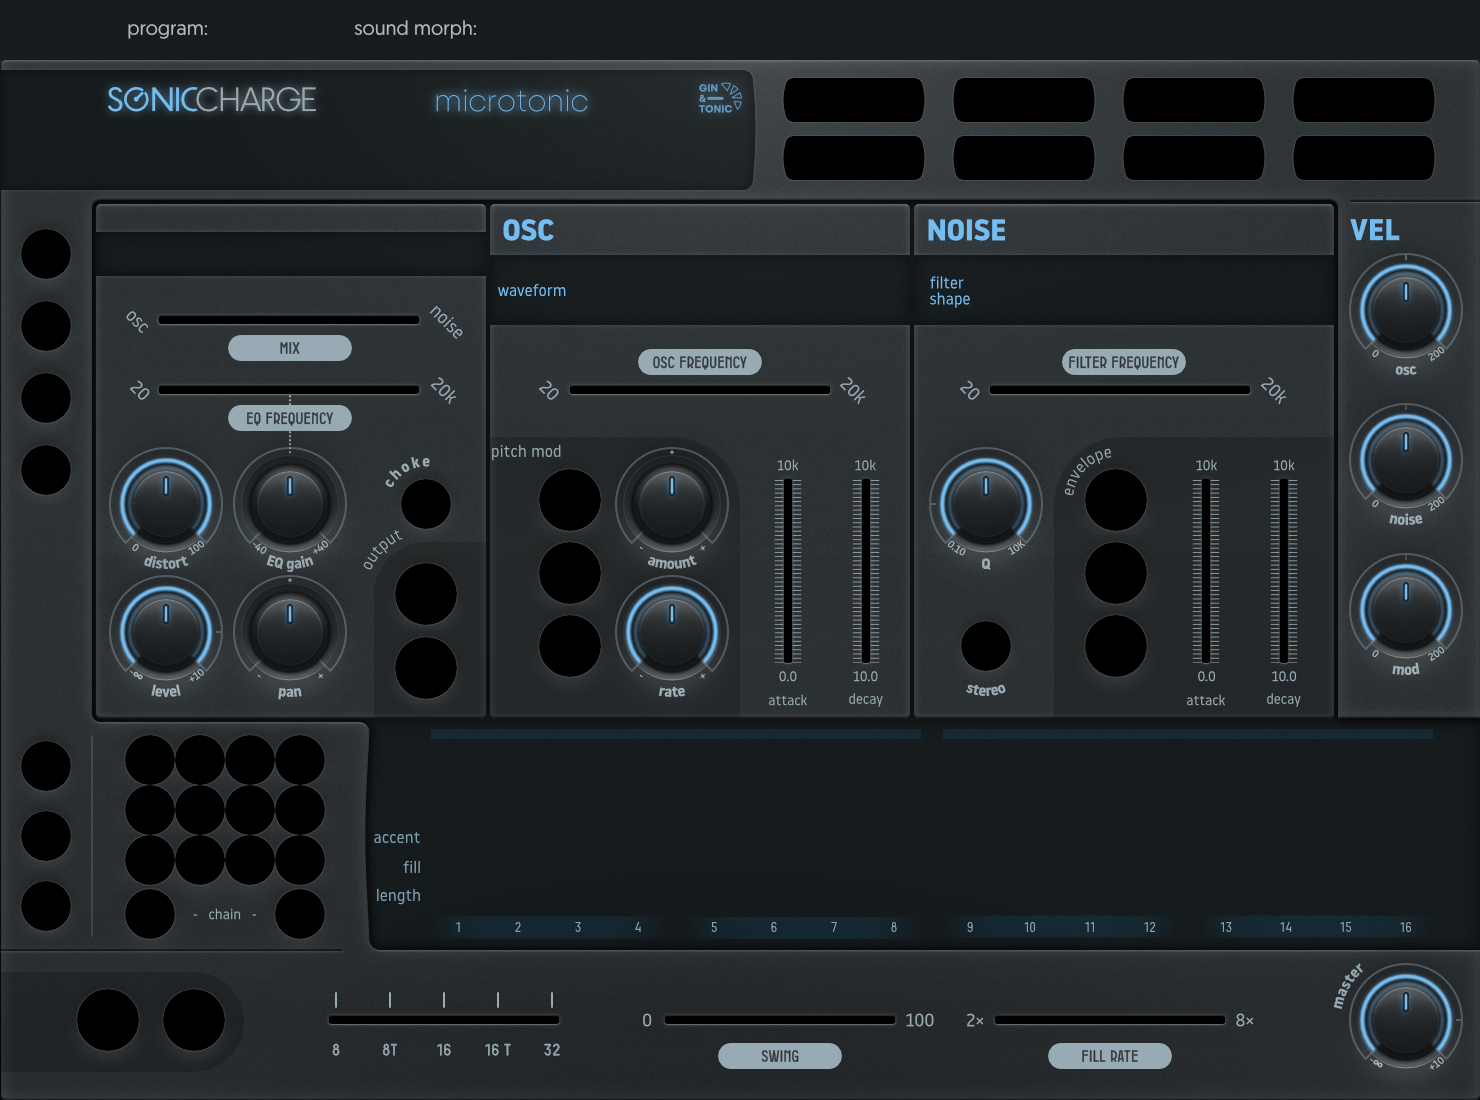 program:
sound morph:
SONICCHARGE
microtonic
GIN
&
TONIC
OSC
NOISE
VEL
waveform
filter
shape
osc
noise
MIX
20
20k
EQ FREQUENCY
OSC FREQUENCY
20
20k
FILTER FREQUENCY
20
20k
0
200
osc
choke
0
100
distort
-40
+40
EQ gain
output
-∞
+10
level
-
+
pan
pitch mod
-
+
amount
-
+
rate
10k
0.0
attack
10k
10.0
decay
0.10
10K
Q
stereo
envelope
10k
0.0
attack
10k
10.0
decay
0
200
noise
0
200
mod
- chain -
accent
fill
length
1 2 3 4 5 6 7 8 9 10 11 12 13 14 15 16
8 8T 16 16 T 32
0
100
SWING
2×
8×
FILL RATE
master
-∞
+10